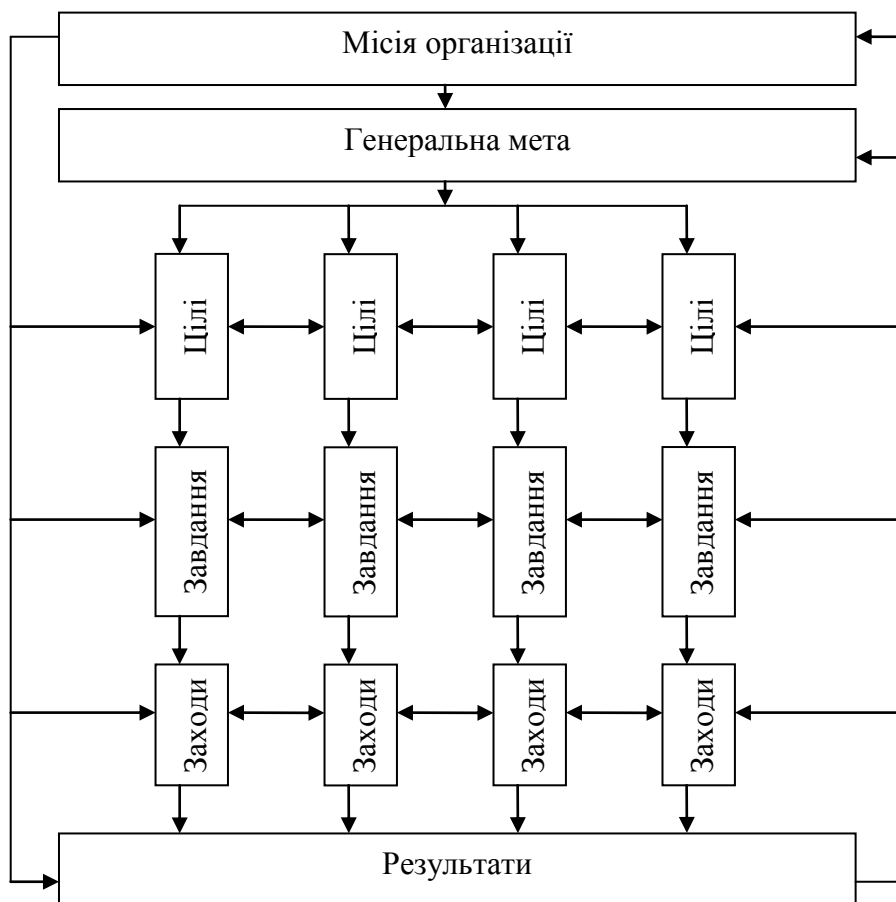 Місія організації
Генеральна мета
Цілі
Цілі
Цілі
Цілі
Завдання
Завдання
Завдання
Завдання
Заходи
Заходи
Заходи
Заходи
Результати